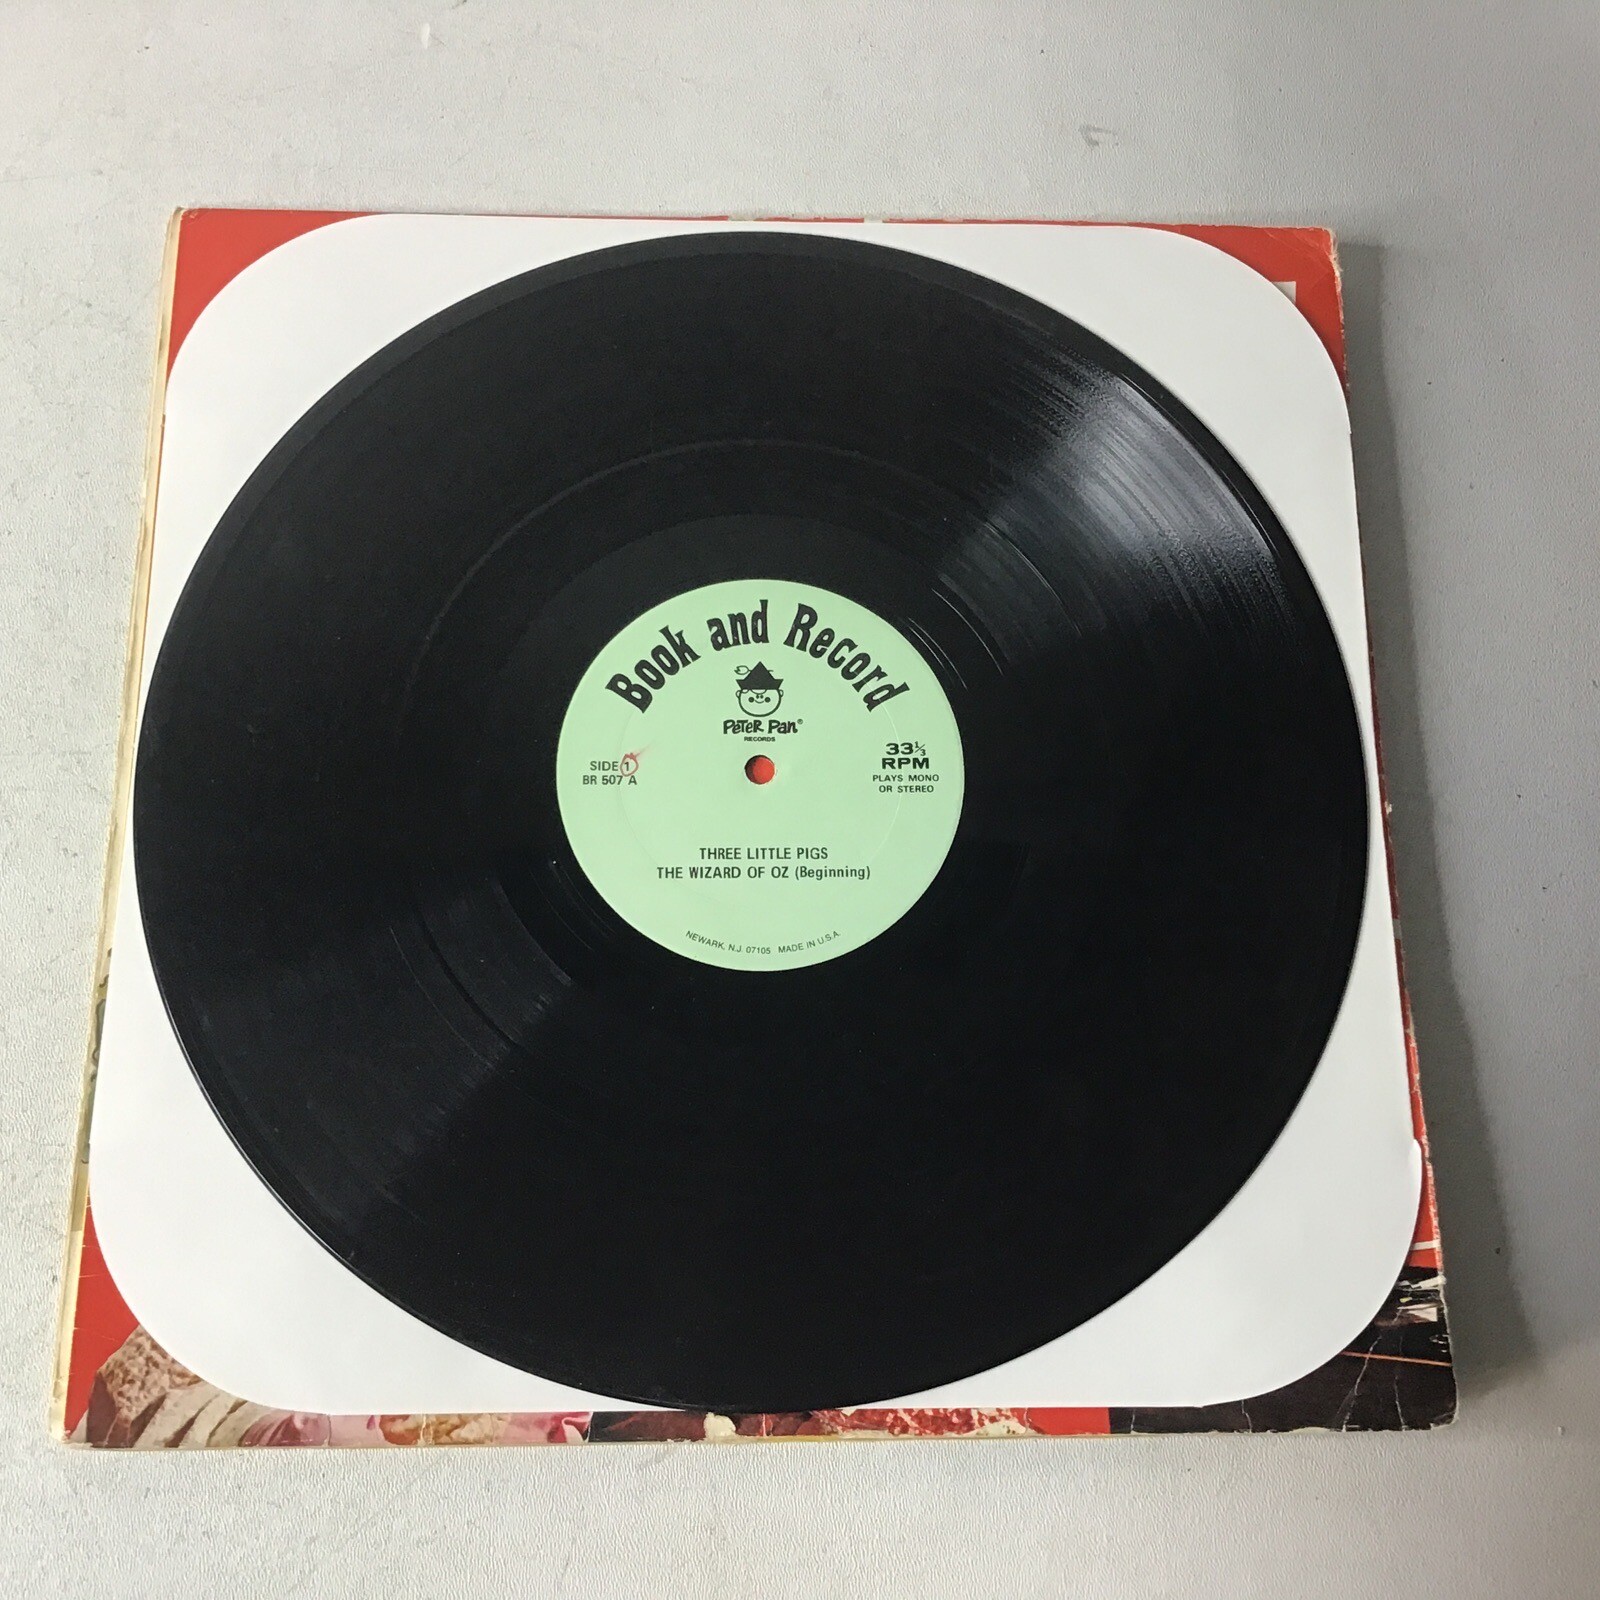 Book and Record
PETER PAN®
RECORDS
SIDE 1
BR 507 A
33⅓
RPM
PLAYS MONO
OR STEREO
THREE LITTLE PIGS
THE WIZARD OF OZ (Beginning)
NEWARK, N.J. 07105 MADE IN U.S.A.